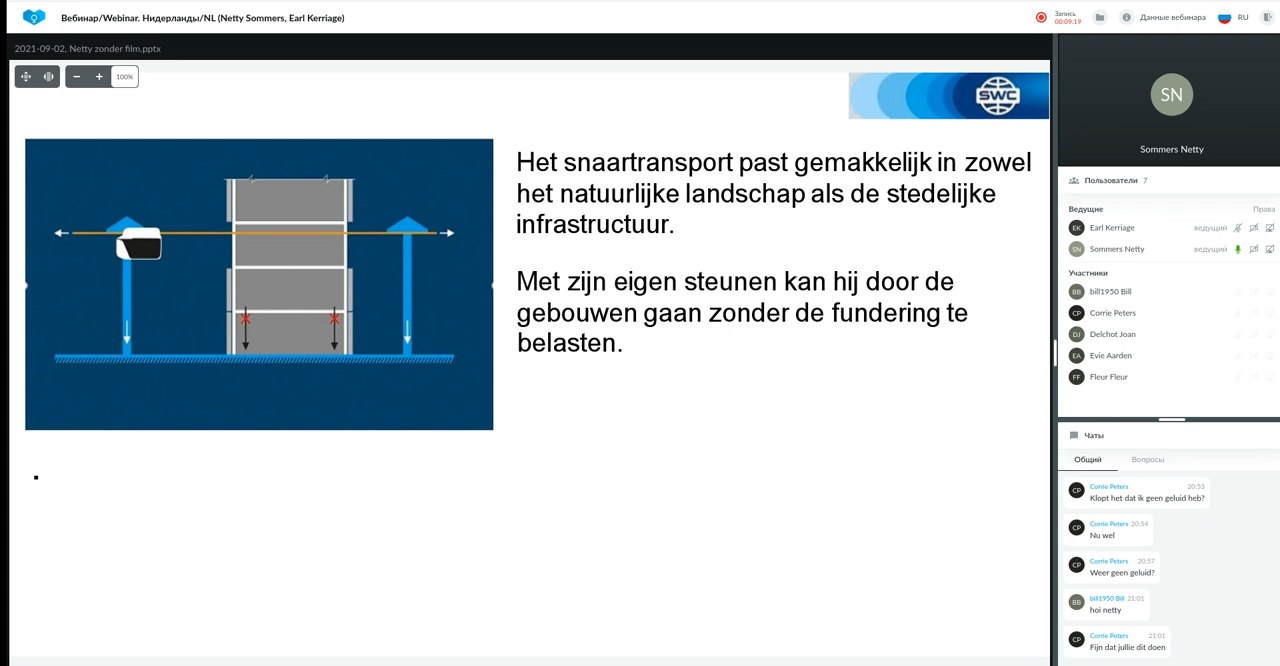 Вебинар/Webinar. Нидерланды/NL (Netty Sommers, Earl Kerriage)
Запись
00:09:19
Данные вебинара
RU
2021-09-02, Netty zonder film.pptx
100%
SWC
Het snaartransport past gemakkelijk in zowel
het natuurlijke landschap als de stedelijke
infrastructuur.
Met zijn eigen steunen kan hij door de
gebouwen gaan zonder de fundering te
belasten.
SN
Sommers Netty
Пользователи 7
Ведущие Права
EK Earl Kerriage ведущий
SN Sommers Netty ведущий
Участники
BB bill1950 Bill
CP Corrie Peters
DJ Delchot Joan
EA Evie Aarden
FF Fleur Fleur
Чаты
Общий Вопросы
CP Corrie Peters 20:53
Klopt het dat ik geen geluid heb?
CP Corrie Peters 20:54
Nu wel
CP Corrie Peters 20:57
Weer geen geluid?
BB bill1950 Bill 21:01
hoi netty
CP Corrie Peters 21:01
Fijn dat jullie dit doen